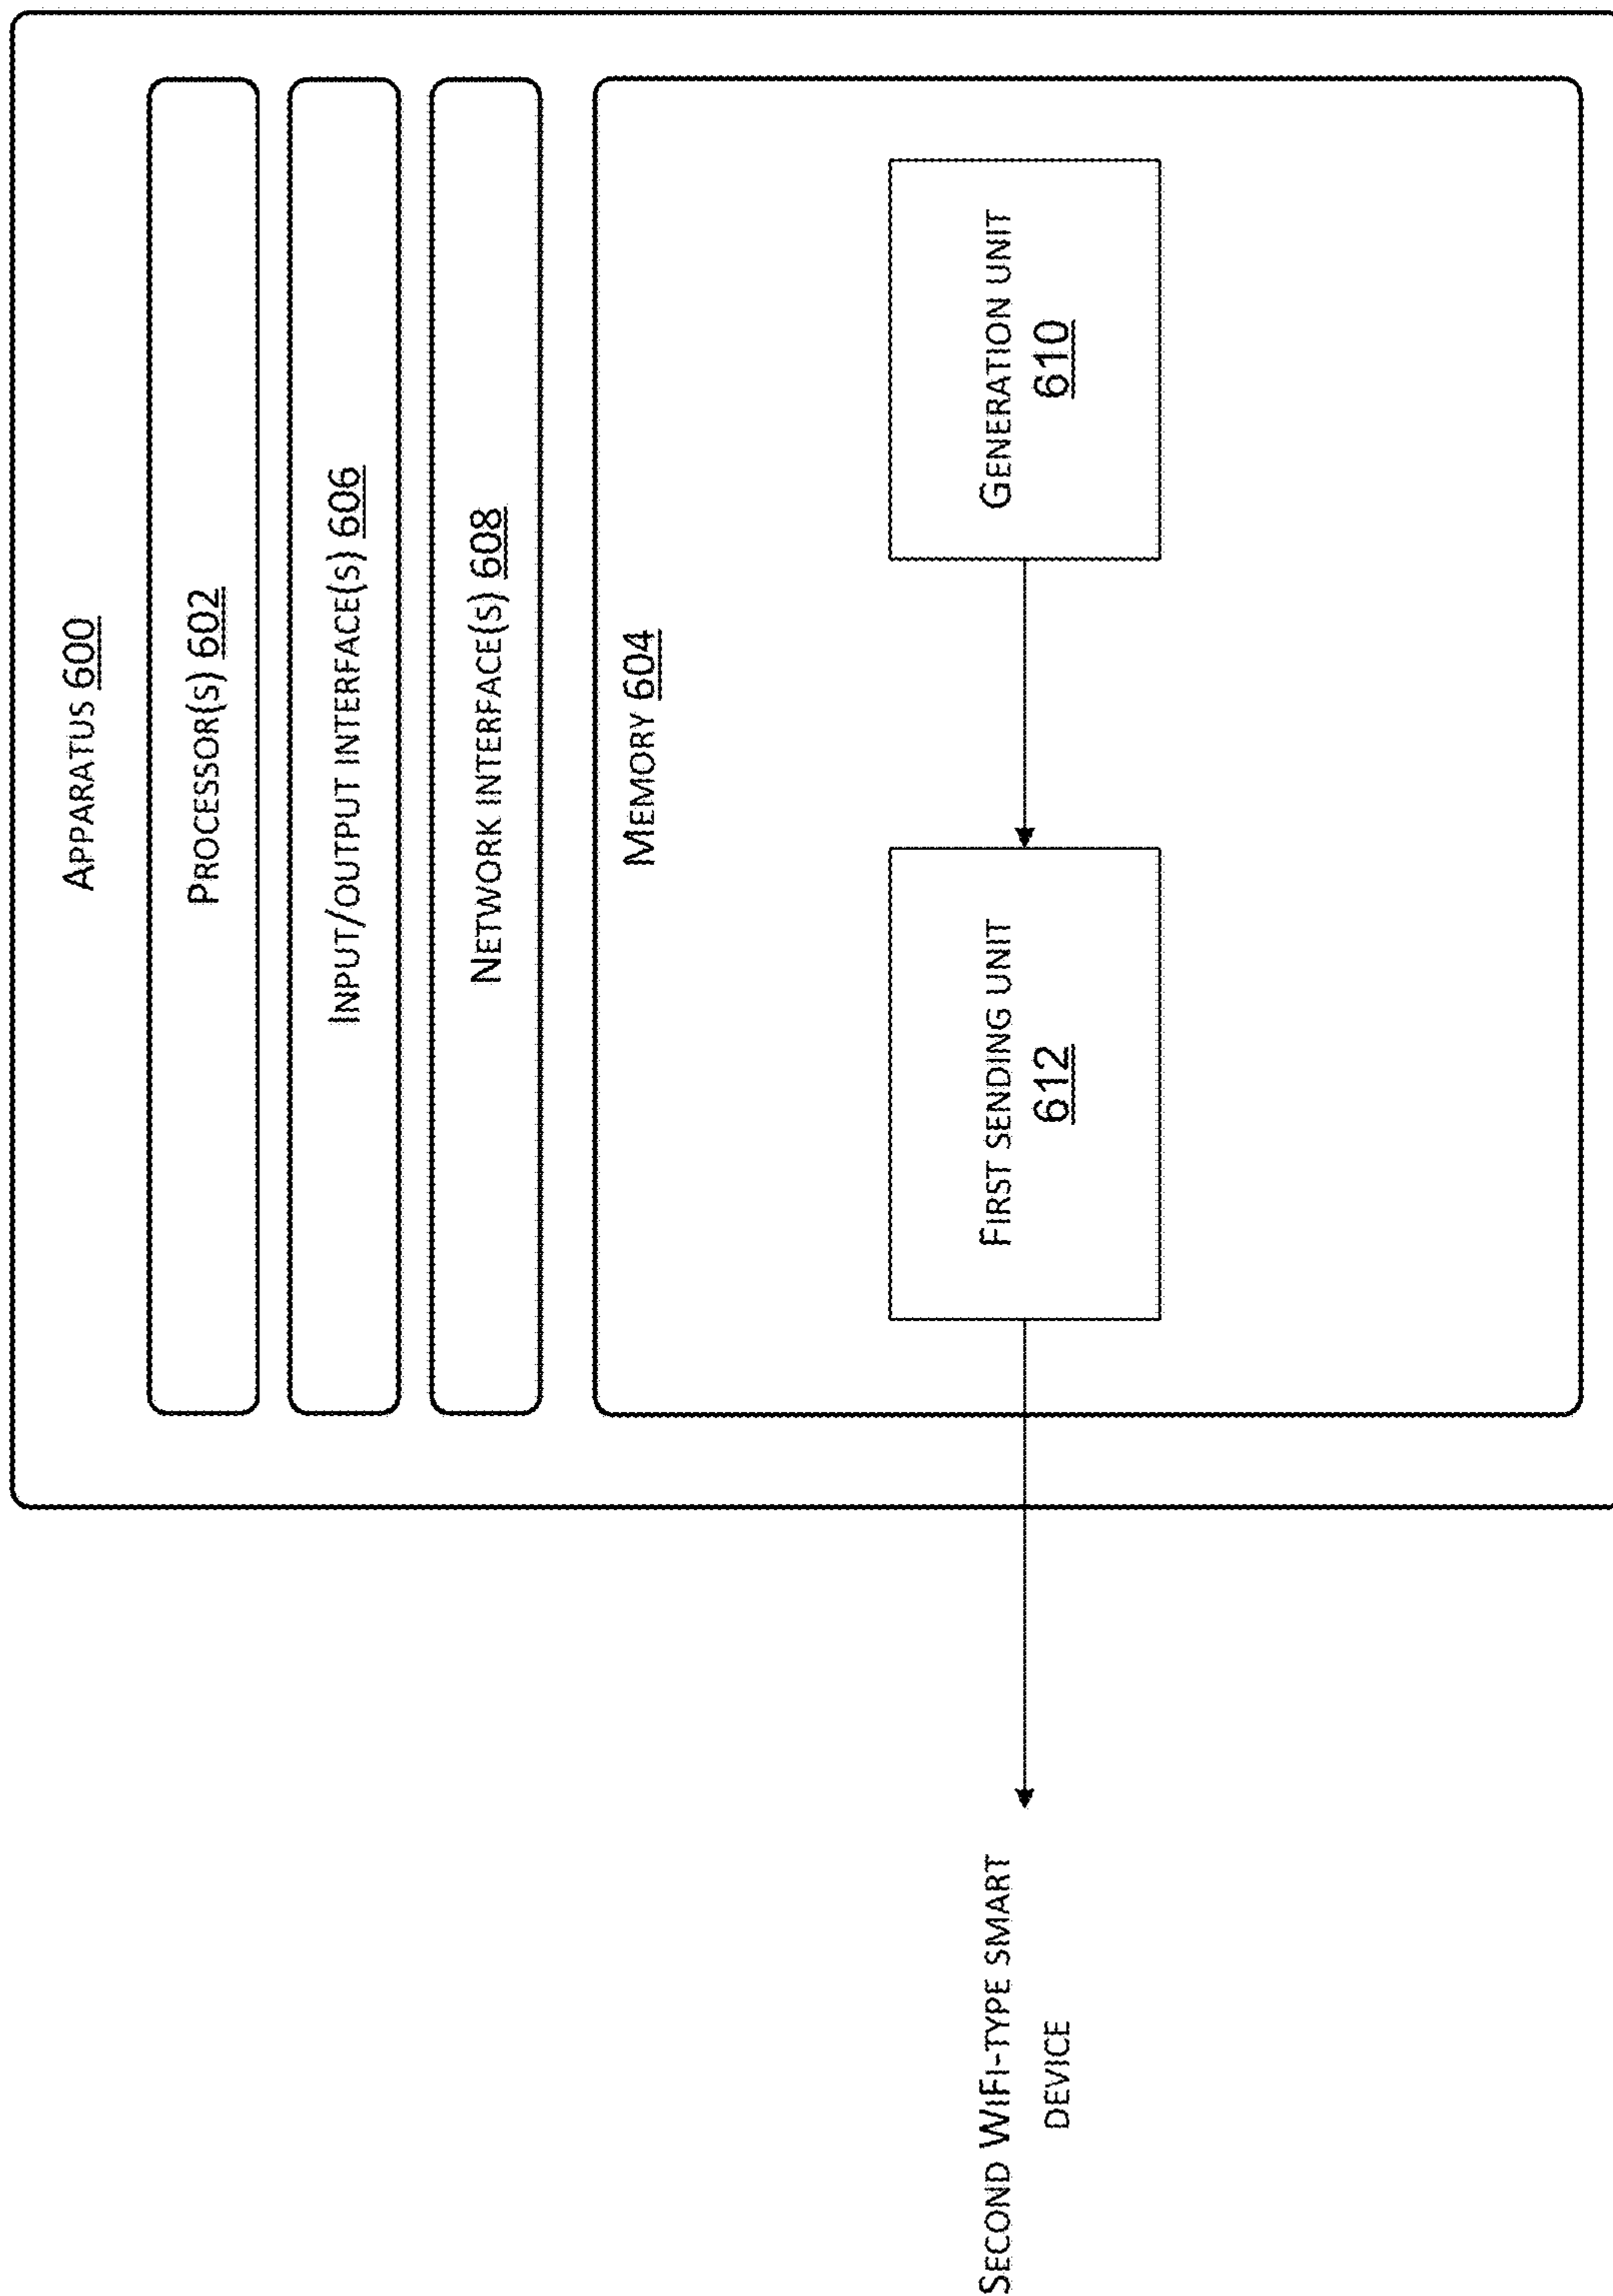 APPARATUS 600
PROCESSOR(S) 602
INPUT/OUTPUT INTERFACE(S) 606
NETWORK INTERFACE(S) 608
MEMORY 604
SECOND WIFI-TYPE SMART
DEVICE
FIRST SENDING UNIT
612
GENERATION UNIT
610